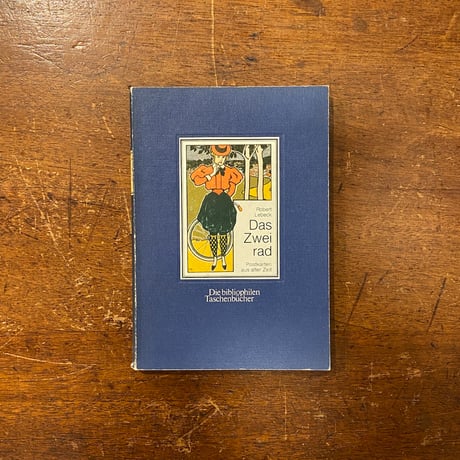 Robert
Lebeck
Das
Zwei
rad
Postkarten
aus alter Zeit
Die bibliophilen
Taschenbücher